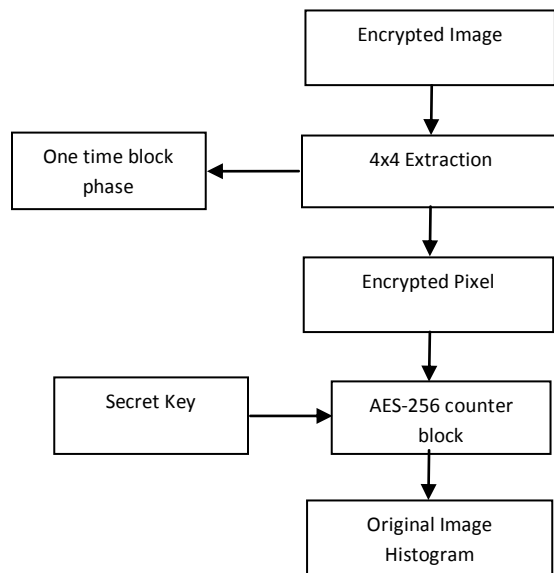 Encrypted Image
One time block
phase
4x4 Extraction
Encrypted Pixel
Secret Key
AES-256 counter
block
Original Image
Histogram